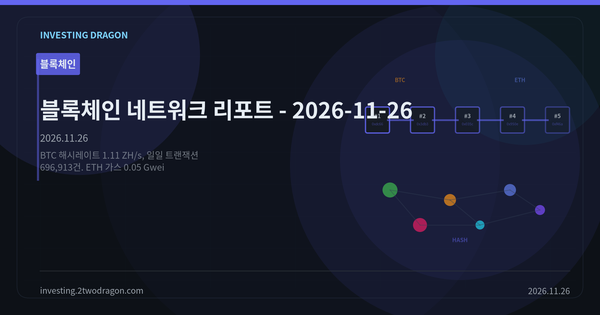 INVESTING DRAGON
블록체인
BTC
ETH
블록체인 네트워크 리포트 - 2026-11-26
#2
#3
#4
#5
2026.11.26
BTC 해시레이트 1.11 ZH/s, 일일 트랜잭션
696,913건. ETH 가스 0.05 Gwei
HASH
investing.2twodragon.com
2026.11.26